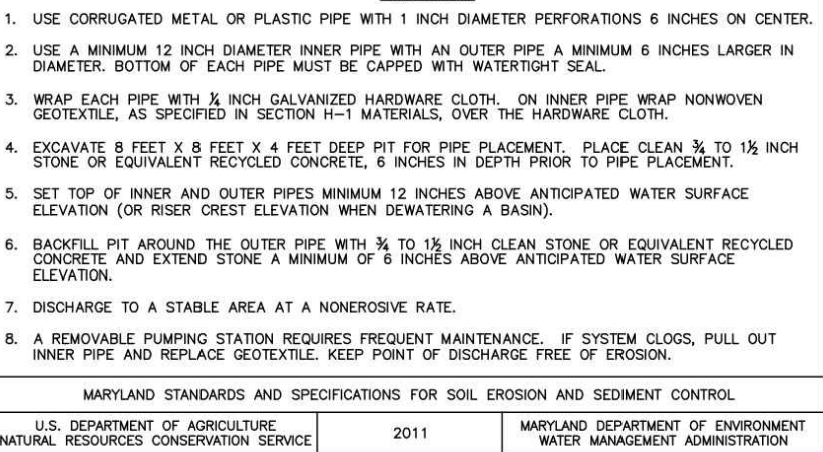 1. USE CORRUGATED METAL OR PLASTIC PIPE WITH 1 INCH DIAMETER PERFORATIONS 6 INCHES ON CENTER.
2. USE A MINIMUM 12 INCH DIAMETER INNER PIPE WITH AN OUTER PIPE A MINIMUM 6 INCHES LARGER IN
DIAMETER. BOTTOM OF EACH PIPE MUST BE CAPPED WITH WATERTIGHT SEAL.
3. WRAP EACH PIPE WITH ¼ INCH GALVANIZED HARDWARE CLOTH. ON INNER PIPE WRAP NONWOVEN
GEOTEXTILE, AS SPECIFIED IN SECTION H-1 MATERIALS, OVER THE HARDWARE CLOTH.
4. EXCAVATE 8 FEET X 8 FEET X 4 FEET DEEP PIT FOR PIPE PLACEMENT. PLACE CLEAN ¾ TO 1½ INCH
STONE OR EQUIVALENT RECYCLED CONCRETE, 6 INCHES IN DEPTH PRIOR TO PIPE PLACEMENT.
5. SET TOP OF INNER AND OUTER PIPES MINIMUM 12 INCHES ABOVE ANTICIPATED WATER SURFACE
ELEVATION (OR RISER CREST ELEVATION WHEN DEWATERING A BASIN).
6. BACKFILL PIT AROUND THE OUTER PIPE WITH ¾ TO 1½ INCH CLEAN STONE OR EQUIVALENT RECYCLED
CONCRETE AND EXTEND STONE A MINIMUM OF 6 INCHES ABOVE ANTICIPATED WATER SURFACE
ELEVATION.
7. DISCHARGE TO A STABLE AREA AT A NONEROSIVE RATE.
8. A REMOVABLE PUMPING STATION REQUIRES FREQUENT MAINTENANCE. IF SYSTEM CLOGS, PULL OUT
INNER PIPE AND REPLACE GEOTEXTILE. KEEP POINT OF DISCHARGE FREE OF EROSION.
MARYLAND STANDARDS AND SPECIFICATIONS FOR SOIL EROSION AND SEDIMENT CONTROL
U.S. DEPARTMENT OF AGRICULTURE
NATURAL RESOURCES CONSERVATION SERVICE
2011
MARYLAND DEPARTMENT OF ENVIRONMENT
WATER MANAGEMENT ADMINISTRATION